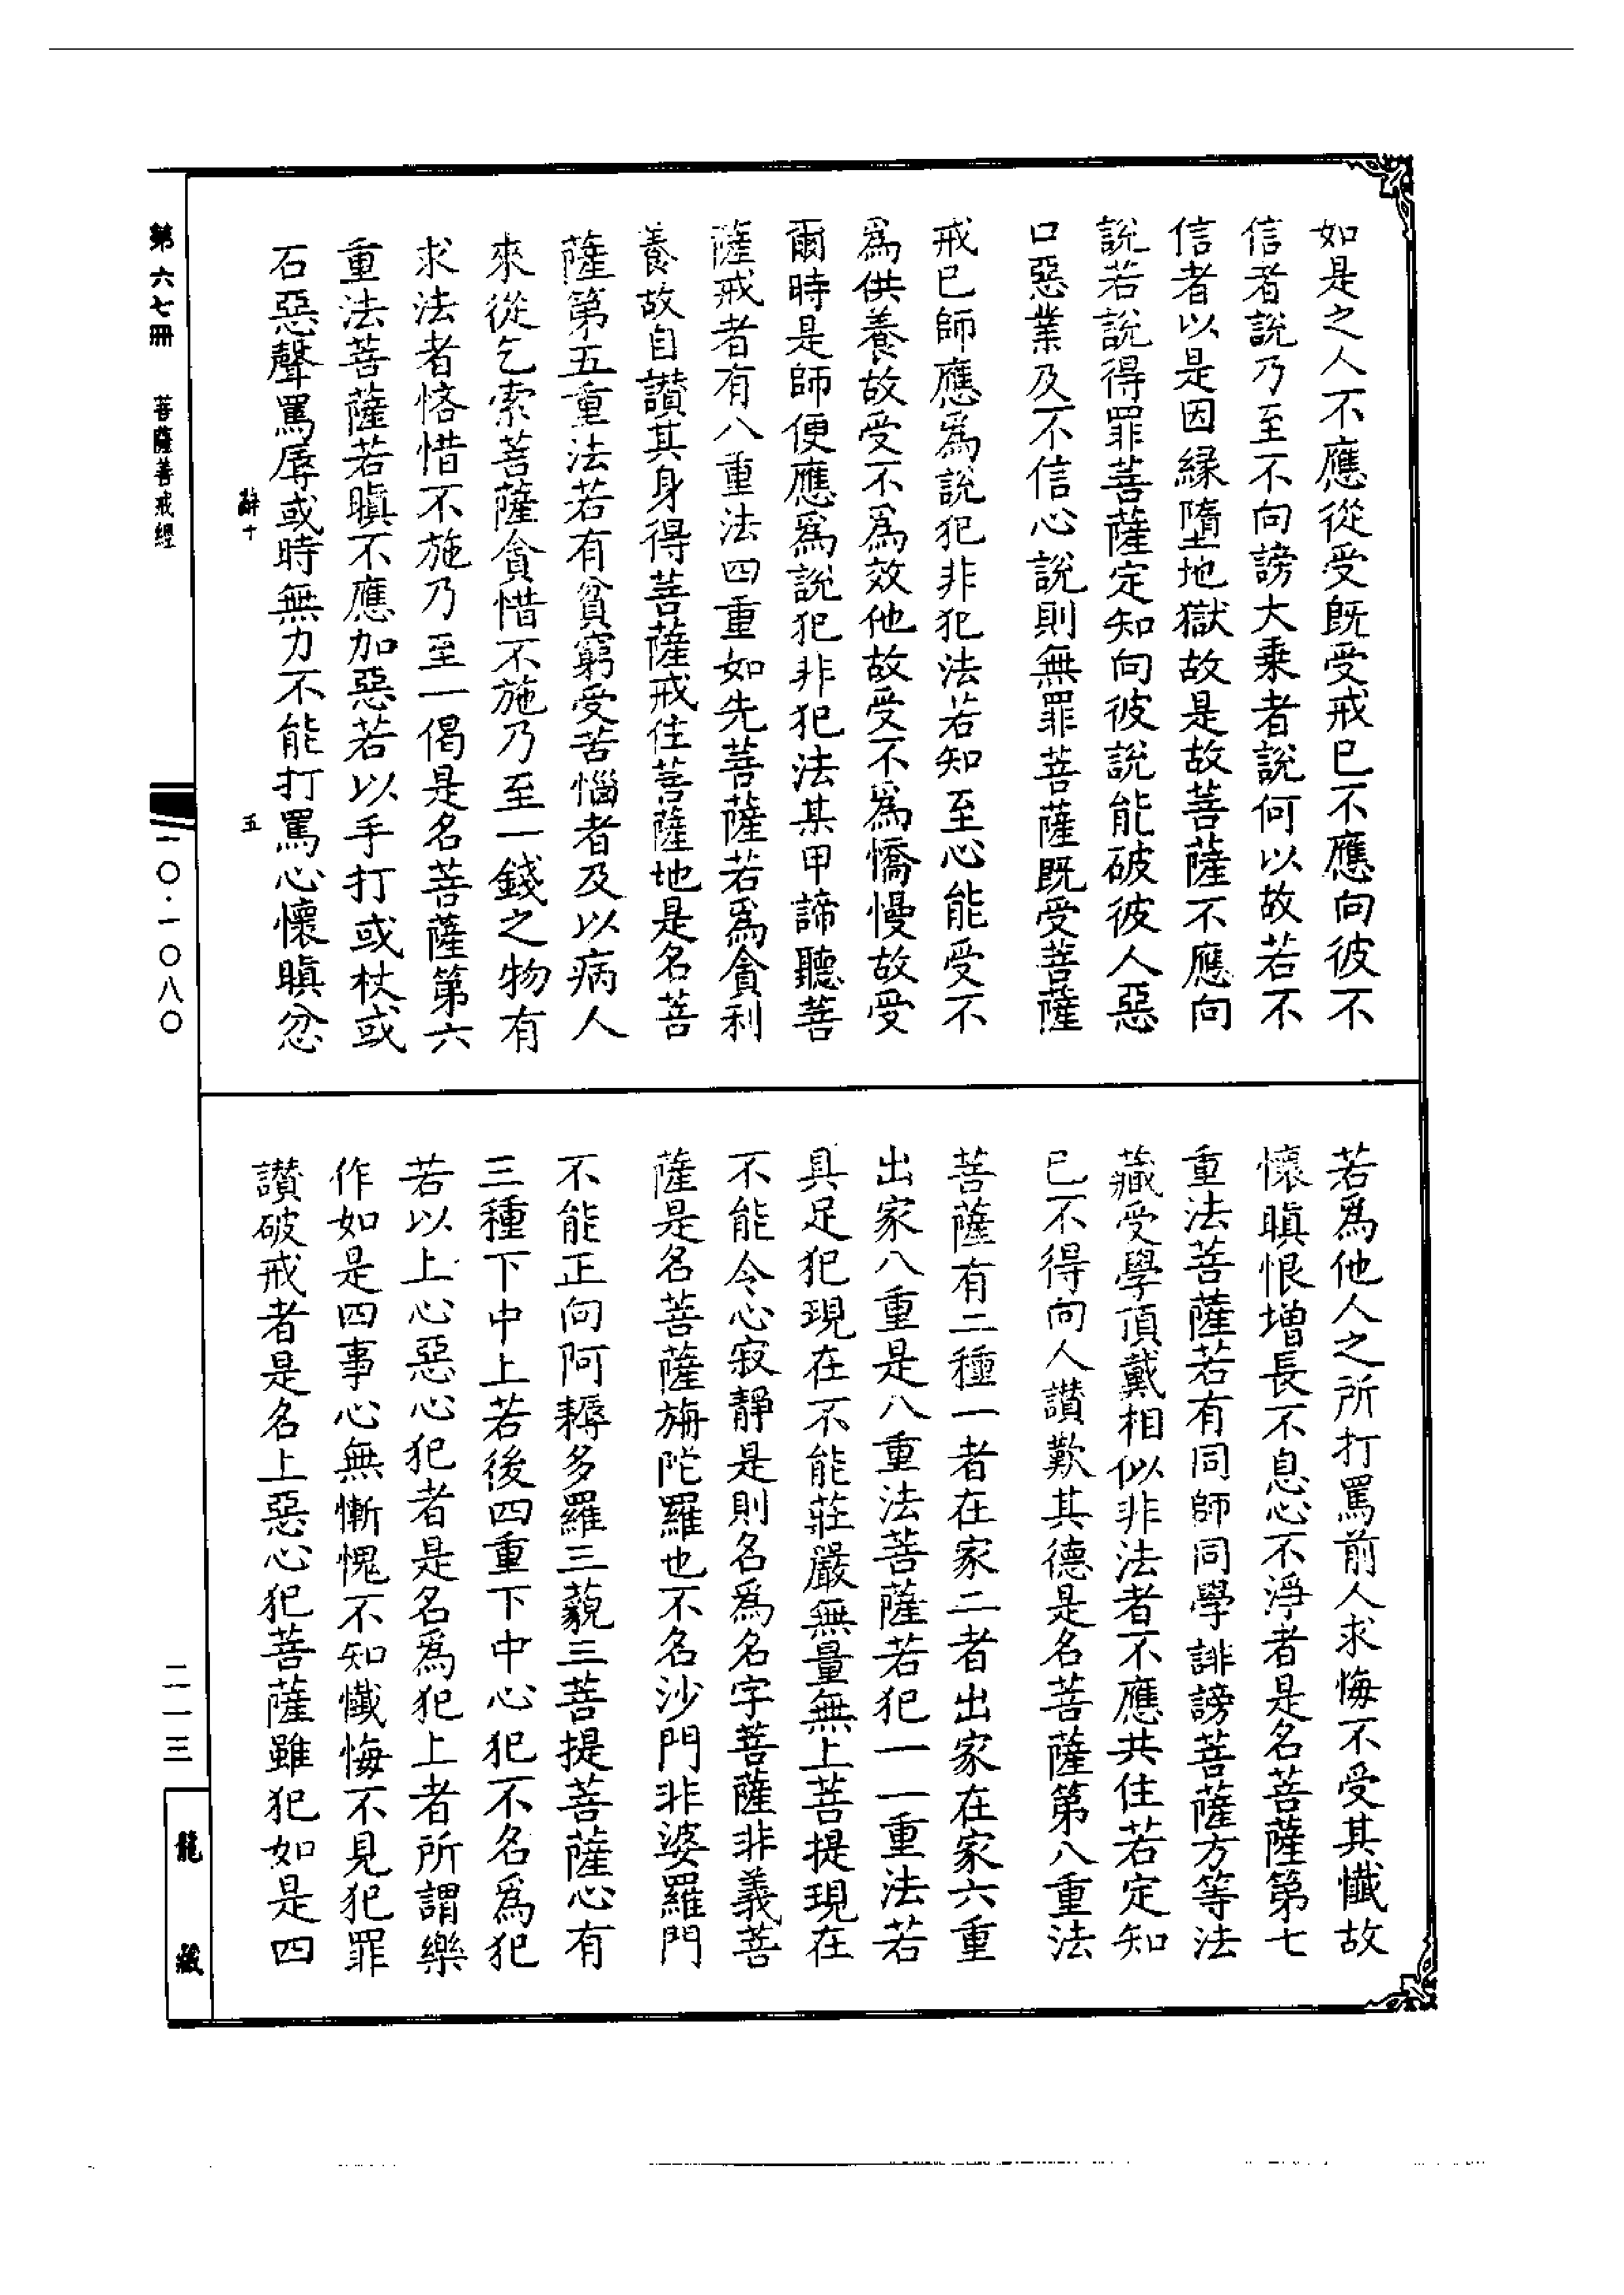 如是之人不應從受既受戒已不應向彼不
信者說乃至不向謗大乗者說何以故若不
信者以是因縁墮地獄故是故菩薩不應向
說若說得罪菩薩定知向彼說能破彼人惡
口惡業及不信心說則無罪菩薩既受菩薩
戒已師應爲說犯非犯法若知至心能受不
爲供養故受不爲效他故受不爲憍慢故受
爾時是師便應爲說犯非犯法某甲諦聽菩
薩戒者有八重法四重如先菩薩若爲貪利
養故自讃其身得菩薩戒住菩薩地是名菩
薩第五重法若有貧窮受苦惱者及以病人
來從乞索菩薩貪惜不施乃至一錢之物有
求法者悋惜不施乃至一偈是名菩薩第六
重法菩薩若瞋不應加惡若以手打或杖或
石惡聲罵辱或時無力不能打罵心懷瞋忿
辭十 五
若爲他人之所打罵前人求悔不受其懺故
懷瞋恨增長不息心不淨者是名菩薩第七
重法菩薩若有同師同學誹謗菩薩方等法
藏受學頂戴相似非法者不應共住若定知
已不得向人讃歎其德是名菩薩第八重法
菩薩有二種一者在家二者出家在家六重
出家八重是八重法菩薩若犯一一重法若
具足犯現在不能莊嚴無量無上菩提現在
不能令心寂靜是則名爲名字菩薩非義菩
薩是名菩薩旃陀羅也不名沙門非婆羅門
不能正向阿耨多羅三藐三菩提菩薩心有
三種下中上若後四重下中心犯不名爲犯
若以上心惡心犯者是名爲犯上者所謂樂
作如是四事心無慚愧不知懺悔不見犯罪
讃破戒者是名上惡心犯菩薩雖犯如是四
第六七冊 菩薩善戒經
一〇·一〇八〇
二一三
龍藏